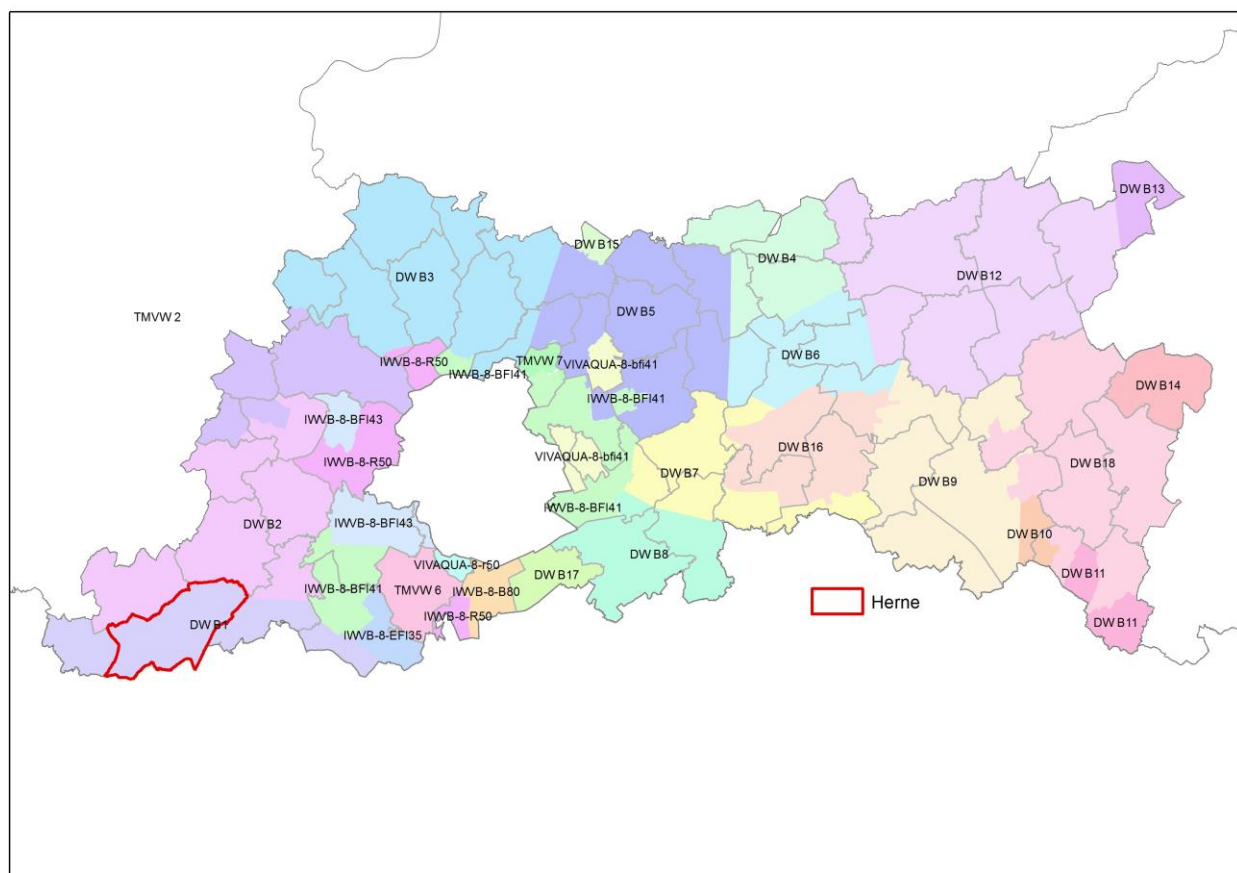 DW B13
DW B15
DW B4
DW B3
DW B12
DW B5
TMVW 2
DW B6
IWVB-8-R50
TMVW 7
VIVAQUA-8-bfi41
IWVB-8-BFI41
DW B14
IWVB-8-BFI41
IWVB-8-BFI43
DW B16
VIVAQUA-8-bfi41
IWVB-8-R50
DW B18
DW B7
DW B9
IWVB-8-BFI41
DW B2
IWVB-8-BFI43
DW B10
DW B8
VIVAQUA-8-r50
DW B17
DW B11
IWVB-8-BFI41
TMVW 6
IWVB-8-B80
Herne
IWVB-8-R50
DW B1
DW B11
IWVB-8-EFI35